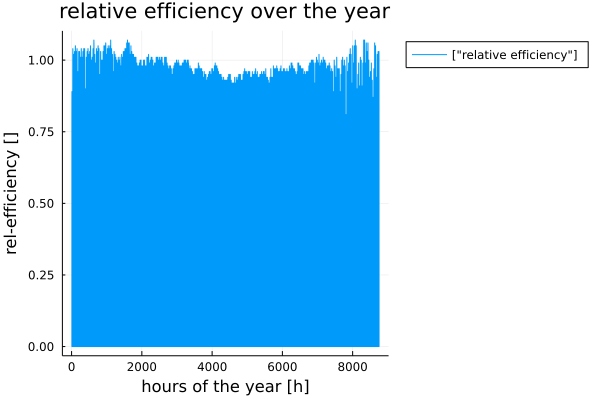 relative efficiency over the year
["relative efficiency"]
rel-efficiency []
1.00
0.75
0.50
0.25
0.00
0
2000
4000
6000
8000
hours of the year [h]